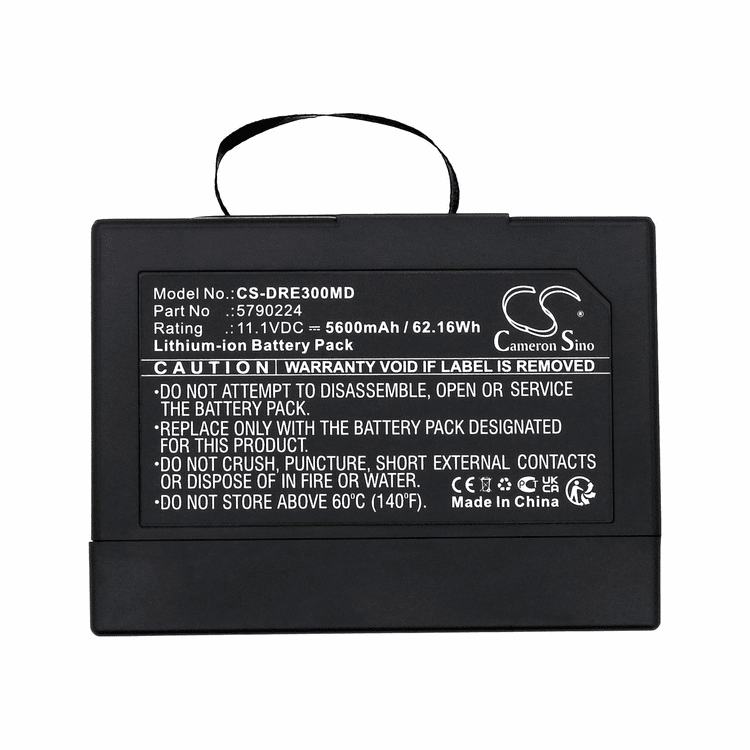 Model No.:CS-DRE300MD
Part No .:5790224
Rating .:11.1VDC ⎓ 5600mAh / 62.16Wh
Lithium-ion Battery Pack
CS
Cameron Sino
CAUTION WARRANTY VOID IF LABEL IS REMOVED
•DO NOT ATTEMPT TO DISASSEMBLE, OPEN OR SERVICE
THE BATTERY PACK.
•REPLACE ONLY WITH THE BATTERY PACK DESIGNATED
FOR THIS PRODUCT.
•DO NOT CRUSH, PUNCTURE, SHORT EXTERNAL CONTACTS
OR DISPOSE OF IN FIRE OR WATER.
•DO NOT STORE ABOVE 60°C (140°F).
CE UK CA
Made In China